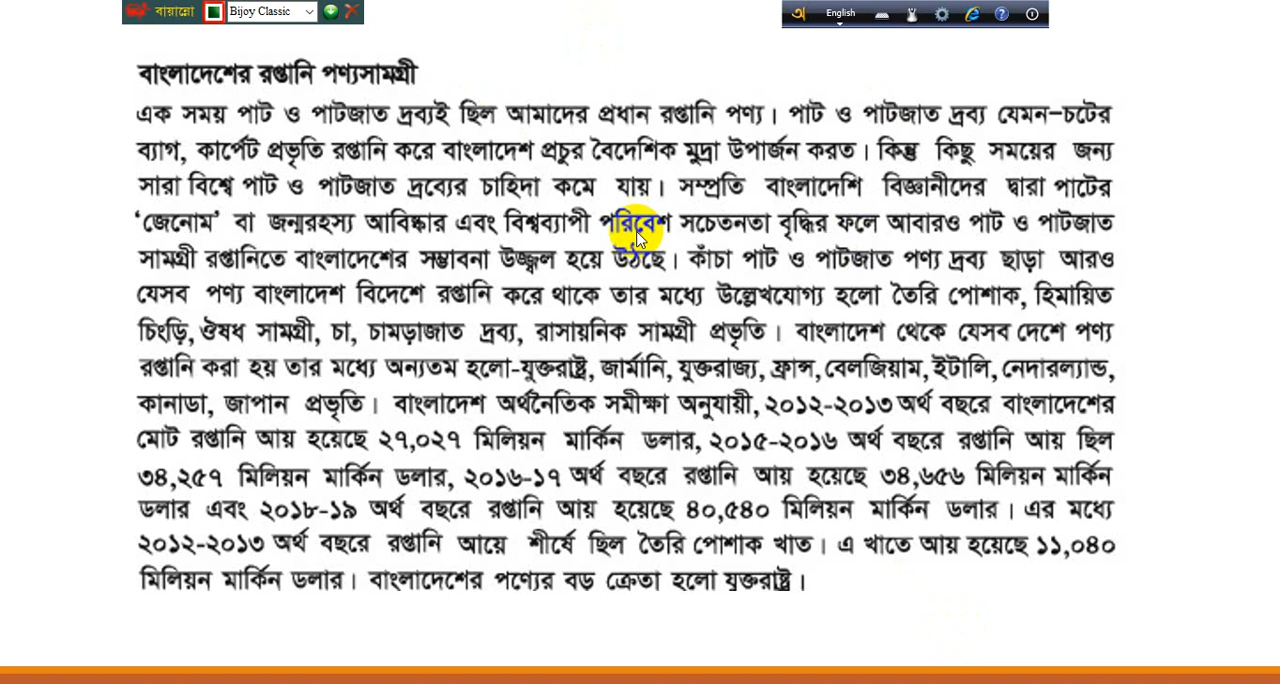 বায়ান্নো Bijoy Classic English
বাংলাদেশের রপ্তানি পণ্যসামগ্রী
এক সময় পাট ও পাটজাত দ্রব্যই ছিল আমাদের প্রধান রপ্তানি পণ্য। পাট ও পাটজাত দ্রব্য যেমন–চটের
ব্যাগ, কার্পেট প্রভৃতি রপ্তানি করে বাংলাদেশ প্রচুর বৈদেশিক মুদ্রা উপার্জন করত। কিন্তু কিছু সময়ের জন্য
সারা বিশ্বে পাট ও পাটজাত দ্রব্যের চাহিদা কমে যায়। সম্প্রতি বাংলাদেশি বিজ্ঞানীদের দ্বারা পাটের
‘জেনোম’ বা জন্মরহস্য আবিষ্কার এবং বিশ্বব্যাপী পরিবেশ সচেতনতা বৃদ্ধির ফলে আবারও পাট ও পাটজাত
সামগ্রী রপ্তানিতে বাংলাদেশের সম্ভাবনা উজ্জ্বল হয়ে উঠছে। কাঁচা পাট ও পাটজাত পণ্য দ্রব্য ছাড়া আরও
যেসব পণ্য বাংলাদেশ বিদেশে রপ্তানি করে থাকে তার মধ্যে উল্লেখযোগ্য হলো তৈরি পোশাক, হিমায়িত
চিংড়ি, ঔষধ সামগ্রী, চা, চামড়াজাত দ্রব্য, রাসায়নিক সামগ্রী প্রভৃতি। বাংলাদেশ থেকে যেসব দেশে পণ্য
রপ্তানি করা হয় তার মধ্যে অন্যতম হলো-যুক্তরাষ্ট্র, জার্মানি, যুক্তরাজ্য, ফ্রান্স, বেলজিয়াম, ইটালি, নেদারল্যান্ড,
কানাডা, জাপান প্রভৃতি। বাংলাদেশ অর্থনৈতিক সমীক্ষা অনুযায়ী, ২০১২-২০১৩ অর্থ বছরে বাংলাদেশের
মোট রপ্তানি আয় হয়েছে ২৭,০২৭ মিলিয়ন মার্কিন ডলার, ২০১৫-২০১৬ অর্থ বছরে রপ্তানি আয় ছিল
৩৪,২৫৭ মিলিয়ন মার্কিন ডলার, ২০১৬-১৭ অর্থ বছরে রপ্তানি আয় হয়েছে ৩৪,৬৫৬ মিলিয়ন মার্কিন
ডলার এবং ২০১৮-১৯ অর্থ বছরে রপ্তানি আয় হয়েছে ৪০,৫৪০ মিলিয়ন মার্কিন ডলার। এর মধ্যে
২০১২-২০১৩ অর্থ বছরে রপ্তানি আয়ে শীর্ষে ছিল তৈরি পোশাক খাত। এ খাতে আয় হয়েছে ১১,০৪০
মিলিয়ন মার্কিন ডলার। বাংলাদেশের পণ্যের বড় ক্রেতা হলো যুক্তরাষ্ট্র।